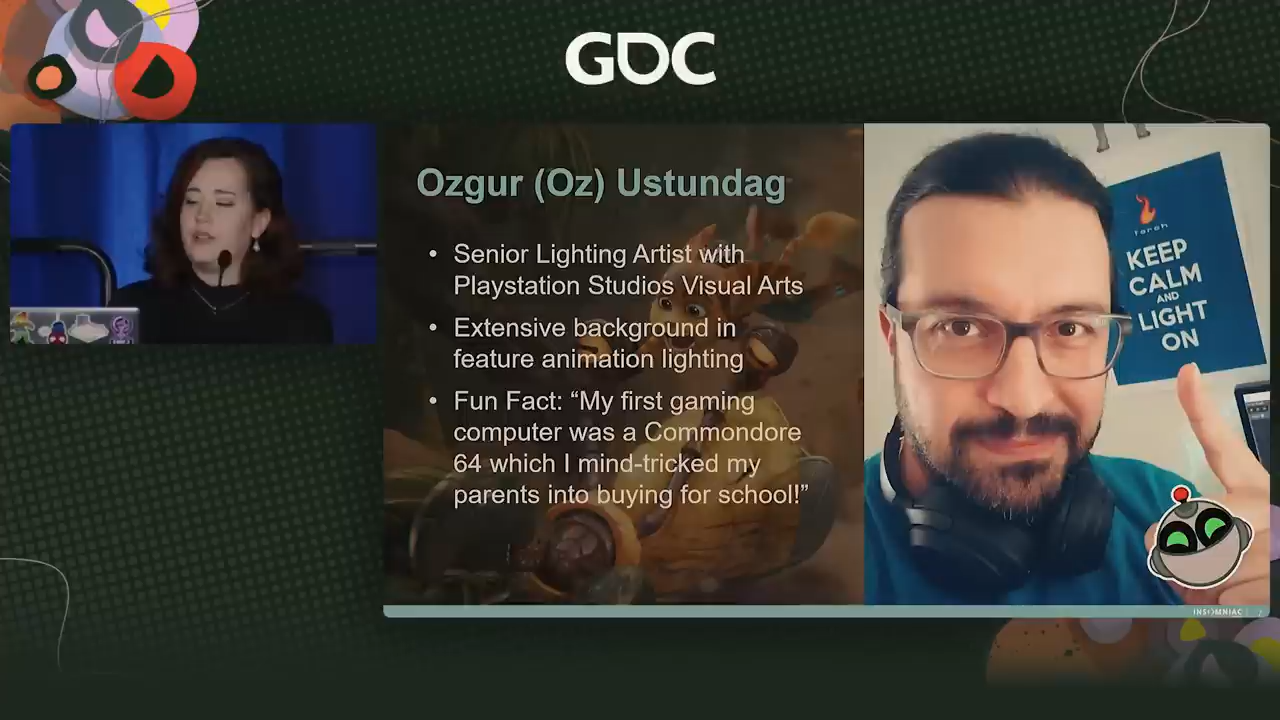 GDC
Ozgur (Oz) Ustundag
• Senior Lighting Artist with
Playstation Studios Visual Arts
• Extensive background in
feature animation lighting
• Fun Fact: “My first gaming
computer was a Commondore
64 which I mind-tricked my
parents into buying for school!”
torch
KEEP
CALM
AND
LIGHT
ON
INSOMNIAC